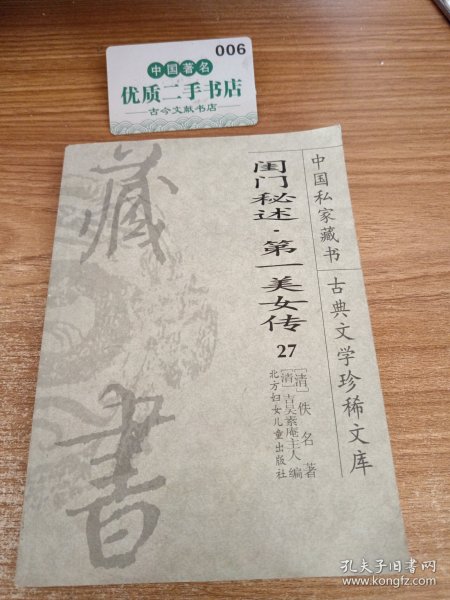 006
中国著名
优质二手书店
古今文献书店
藏书
中国私家藏书
古典文学珍稀文库
闺门秘述·第一美女传
27
[清]佚名 著
[清]吉吴素庵主人 编
北方妇女儿童出版社
孔夫子旧书网
www.kongfz.com